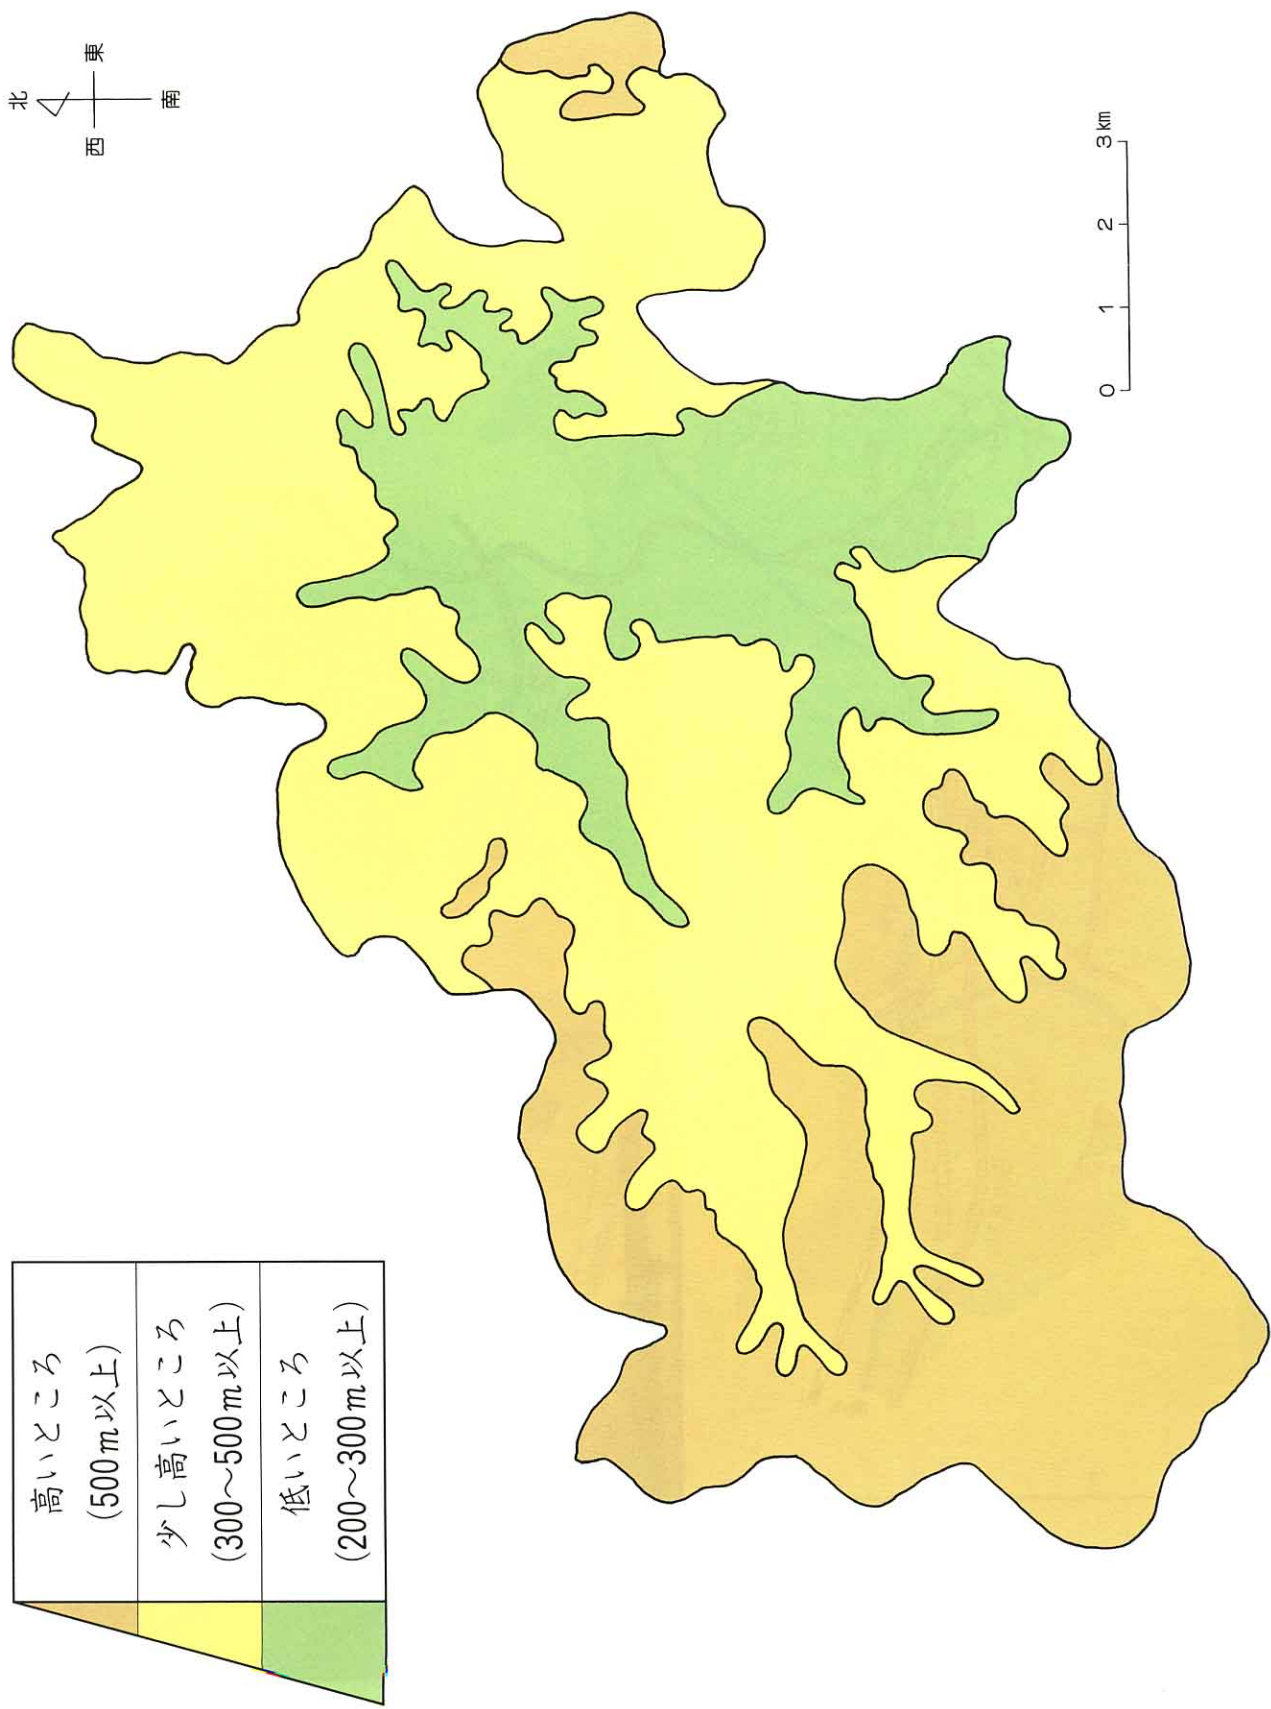 北
西 東
南
0 1 2 3km
高いところ
(500m以上)
少し高いところ
(300～500m以上)
低いところ
(200～300m以上)